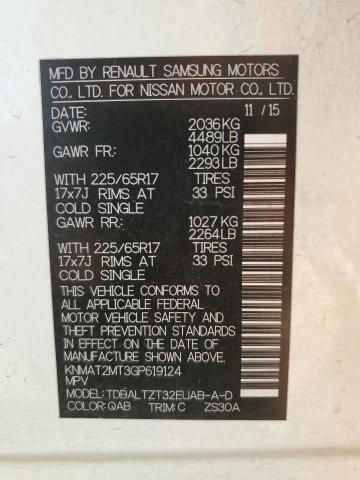 MFD BY RENAULT SAMSUNG MOTORS
CO., LTD. FOR NISSAN MOTOR CO., LTD.
DATE: 11 / 15
GVWR: 2036KG
4489LB
GAWR FR: 1040KG
2293LB
WITH 225/65R17 TIRES
17x7J RIMS AT 33 PSI
COLD SINGLE
GAWR RR: 1027KG
2264LB
WITH 225/65R17 TIRES
17x7J RIMS AT 33 PSI
COLD SINGLE
THIS VEHICLE CONFORMS TO
ALL APPLICABLE FEDERAL
MOTOR VEHICLE SAFETY AND
THEFT PREVENTION STANDARDS
IN EFFECT ON THE DATE OF
MANUFACTURE SHOWN ABOVE.
KNMAT2MT3GP619124
MPV
MODEL: TDBALTZT32EUAB-A-D
COLOR: QAB TRIM: C ZS30A